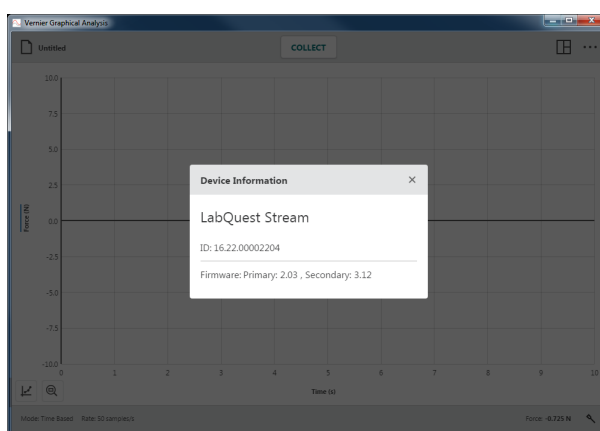 Vernier Graphical Analysis
Untitled
COLLECT
10.0
7.5
5.0
2.5
0.0
-2.5
-5.0
-7.5
-10.0
Force (N)
Device Information
LabQuest Stream
ID: 16.22.00002204
Firmware: Primary: 2.03 , Secondary: 3.12
0 1 2 3 4 5 6 7 8 9 10
Time (s)
Mode: Time Based Rate: 50 samples/s
Force: -0.725 N